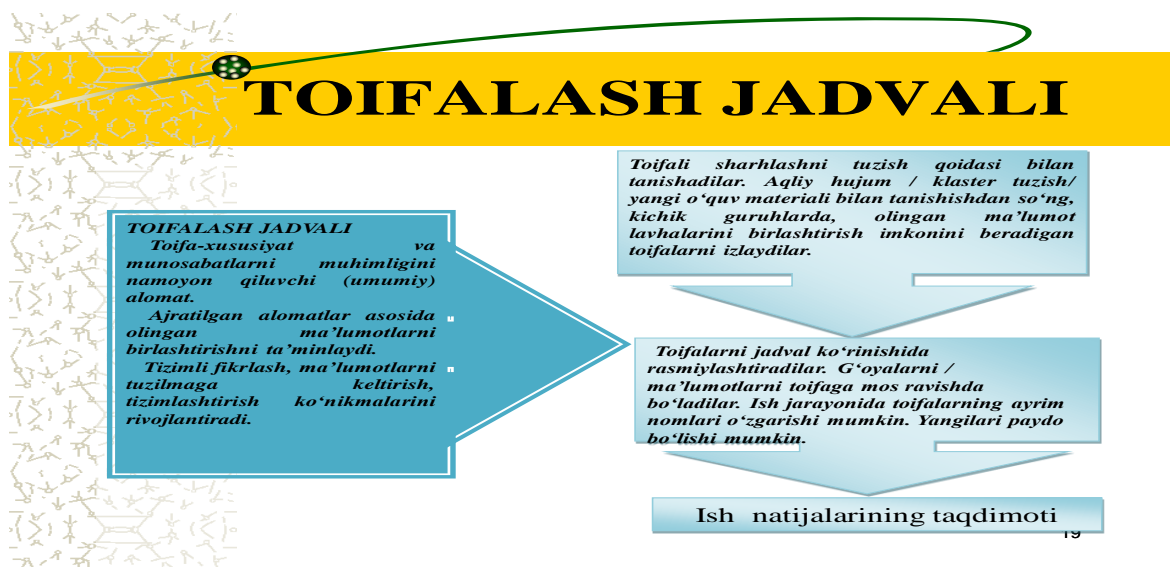 TOIFALASH JADVALI
TOIFALASH JADVALI
Toifa-xususiyat va
munosabatlarni muhimligini
namoyon qiluvchi (umumiy)
alomat.
Ajratilgan alomatlar asosida
olingan ma’lumotlarni
birlashtirishni ta’minlaydi.
Tizimli fikrlash, ma’lumotlarni
tuzilmaga keltirish,
tizimlashtirish ko‘nikmalarini
rivojlantiradi.
Toifali sharhlashni tuzish qoidasi bilan
tanishadilar. Aqliy hujum / klaster tuzish/
yangi o‘quv materiali bilan tanishishdan so‘ng,
kichik guruhlarda, olingan ma’lumot
lavhalarini birlashtirish imkonini beradigan
toifalarni izlaydilar.
Toifalarni jadval ko‘rinishida
rasmiylashtiradilar. G‘oyalarni /
ma’lumotlarni toifaga mos ravishda
bo‘ladilar. Ish jarayonida toifalarning ayrim
nomlari o‘zgarishi mumkin. Yangilari paydo
bo‘lishi mumkin.
Ish natijalarining taqdimoti
19